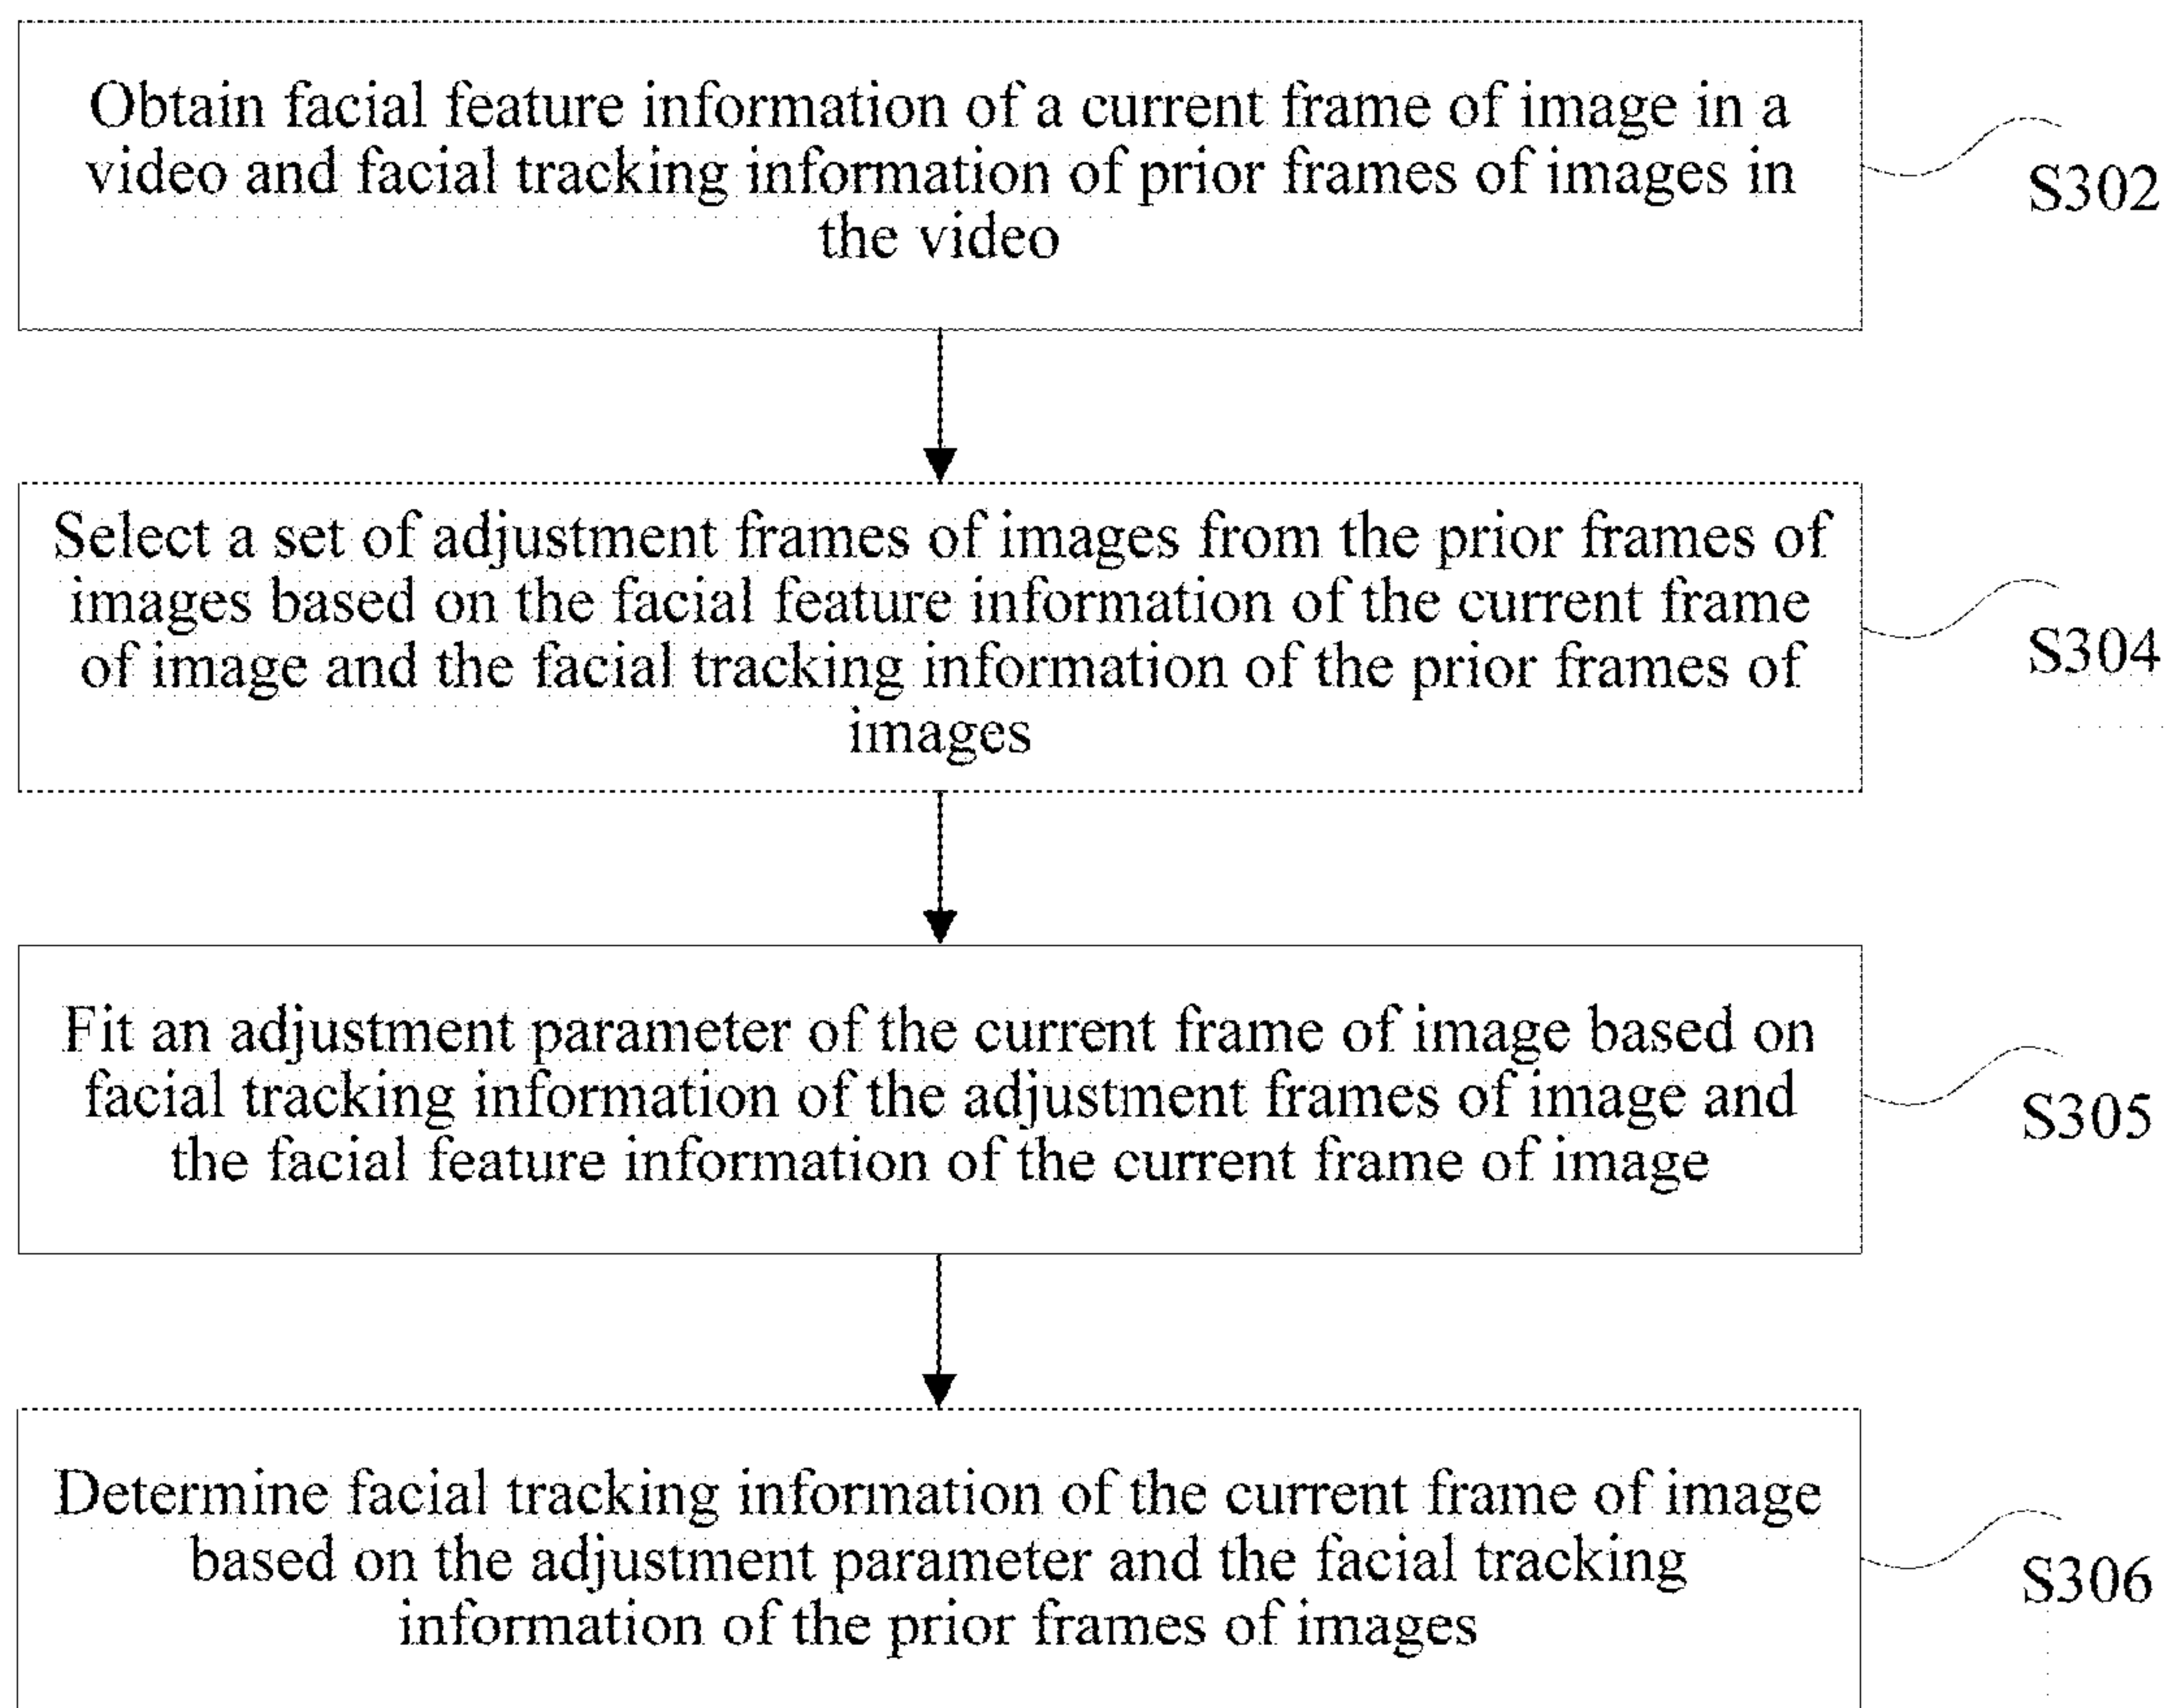 Obtain facial feature information of a current frame of image in a
video and facial tracking information of prior frames of images in
the video
S302
Select a set of adjustment frames of images from the prior frames of
images based on the facial feature information of the current frame
of image and the facial tracking information of the prior frames of
images
S304
Fit an adjustment parameter of the current frame of image based on
facial tracking information of the adjustment frames of image and
the facial feature information of the current frame of image
S305
Determine facial tracking information of the current frame of image
based on the adjustment parameter and the facial tracking
information of the prior frames of images
S306